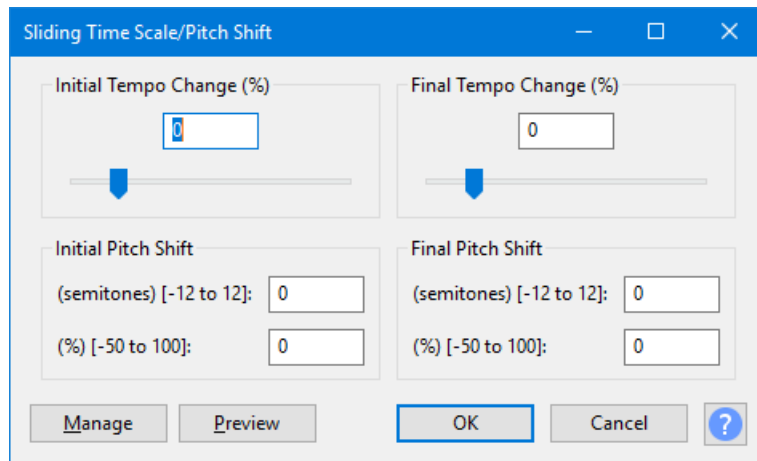 Sliding Time Scale/Pitch Shift
Initial Tempo Change (%)
0
Final Tempo Change (%)
0
Initial Pitch Shift
(semitones) [-12 to 12]: 0
(%) [-50 to 100]: 0
Final Pitch Shift
(semitones) [-12 to 12]: 0
(%) [-50 to 100]: 0
Manage Preview OK Cancel ?